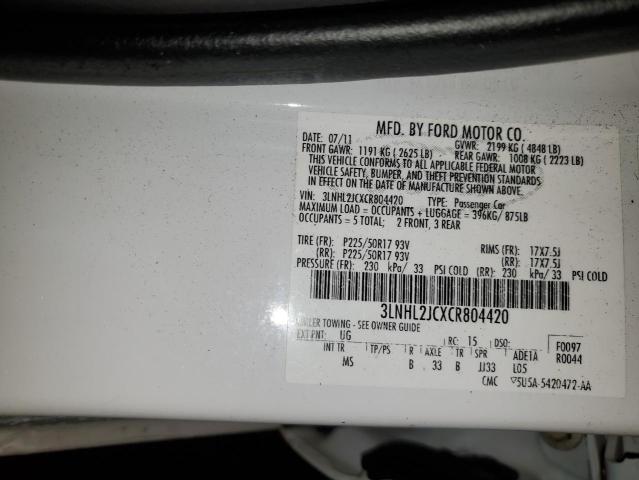 MFD. BY FORD MOTOR CO.
DATE: 07/11 GVWR: 2199 KG ( 4848 LB)
FRONT GAWR: 1191 KG ( 2625 LB) REAR GAWR: 1008 KG ( 2223 LB)
THIS VEHICLE CONFORMS TO ALL APPLICABLE FEDERAL MOTOR
VEHICLE SAFETY, BUMPER, AND THEFT PREVENTION STANDARDS
IN EFFECT ON THE DATE OF MANUFACTURE SHOWN ABOVE.
VIN: 3LNHL2JCXCR804420 TYPE: Passenger Car
MAXIMUM LOAD = OCCUPANTS + LUGGAGE = 396KG/ 875LB
OCCUPANTS = 5 TOTAL: 2 FRONT, 3 REAR
TIRE (FR): P225/50R17 93V RIMS (FR): 17X7.5J
(RR): P225/50R17 93V (RR): 17X7.5J
PRESSURE (FR): 230 kPa/ 33 PSI COLD (RR): 230 kPa/ 33 PSI COLD
3LNHL2JCXCR804420
TRAILER TOWING - SEE OWNER GUIDE
EXT PNT: UG RC: 15 DSO: F0097
INT TR TP/PS R AXLE TR SPR ADETA R0044
MS B 33 B JJ33 L05
CMC 5U5A-5420472-AA